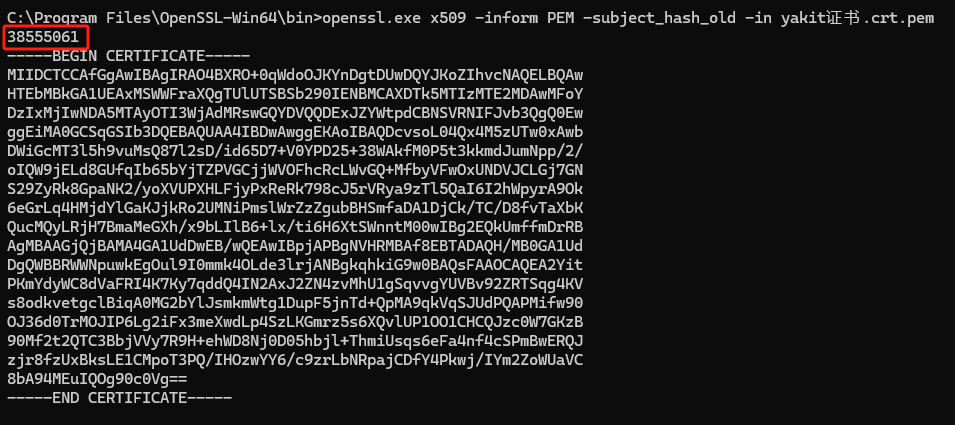 C:\Program Files\OpenSSL-Win64\bin>openssl.exe x509 -inform PEM -subject_hash_old -in yakit证书.crt.pem
38555061
-----BEGIN CERTIFICATE-----
MIIDCTCCAfGgAwIBAgIRAO4BXRO+0qWdoOJKYnDgtDUwDQYJKoZIhvcNAQELBQAw
HTEbMBkGA1UEAxMSWWFraXQgTUlUTSBSb290IENBMCAXDTk5MTIzMTE2MDAwMFoY
DzIxMjIwNDA5MTAyOTI3WjAdMRswGQYDVQQDExJZYWtpdCBNSVRNIFJvb3QgQ0Ew
ggEiMA0GCSqGSIb3DQEBAQUAA4IBDwAwggEKAoIBAQDcvsoL04Qx4M5zUTw0xAwb
DWiGcMT3l5h9vuMsQ87l2sD/id65D7+V0YPD25+38WAkfM0P5t3kkmdJumNpp/2/
oIQW9jELd8GUfqIb65bYjTZPVGCjjWVOFhcRcLWvGQ+MfbyVFwOxUNDVJCLGj7GN
S29ZyRk8GpaNK2/yoXVUPXHLFjyPxReRk798cJ5rVRya9zTl5QaI6I2hWpyrA9Ok
6eGrLq4HMjdYlGaKJjkRo2UMNiPmslWrZzZgubBHSmfaDA1DjCk/TC/D8fvTaXbK
QucMQyLRjH7BmaMeGXh/x9bLIlB6+lx/ti6H6XtSWnntM00wIBg2EQkUmffmDrRB
AgMBAAGjQjBAMA4GA1UdDwEB/wQEAwIBpjAPBgNVHRMBAf8EBTADAQH/MB0GA1Ud
DgQWBBRWWNpuwkEgOul9I0mmk4OLde3lrjANBgkqhkiG9w0BAQsFAAOCAQEA2Yit
PKmYdyWC8dVaFRI4K7Ky7qddQ4IN2AxJ2ZN4zvMhU1gSqvvgYUVBv92ZRTSqg4KV
s8odkvetgclBiqA0MG2bYlJsmkmWtg1DupF5jnTd+QpMA9qkVqSJUdPQAPMifw90
OJ36d0TrMOJIP6Lg2iFx3meXwdLp4SzLKGmrz5s6XQvlUP1OO1CHCQJzc0W7GKzB
90Mf2t2QTC3BbjVVy7R9H+ehWD8Nj0D05hbjl+ThmiUsqs6eFa4nf4cSPmBwERQJ
zjr8fzUxBksLE1CMpoT3PQ/IHOzwYY6/c9zrLbNRpajCDfY4Pkwj/IYm2ZoWUaVC
8bA94MEuIQOg90c0Vg==
-----END CERTIFICATE-----